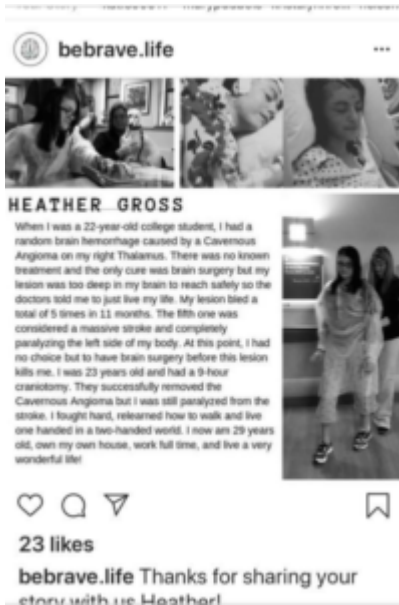 bebrave.life
HEATHER GROSS
When I was a 22-year-old college student, I had a
random brain hemorrhage caused by a Cavernous
Angioma on my right Thalamus. There was no known
treatment and the only cure was brain surgery but my
lesion was too deep in my brain to reach safely so the
doctors told me to just live my life. My lesion bled a
total of 5 times in 11 months. The fifth one was
considered a massive stroke and completely
paralyzing the left side of my body. At this point, I had
no choice but to have brain surgery before this lesion
kills me. I was 23 years old and had a 9-hour
craniotomy. They successfully removed the
Cavernous Angioma but I was still paralyzed from the
stroke. I fought hard, relearned how to walk and live
one handed in a two-handed world. I now am 29 years
old, own my own house, work full time, and live a very
wonderful life!
23 likes
bebrave.life Thanks for sharing your
story with us Heather!